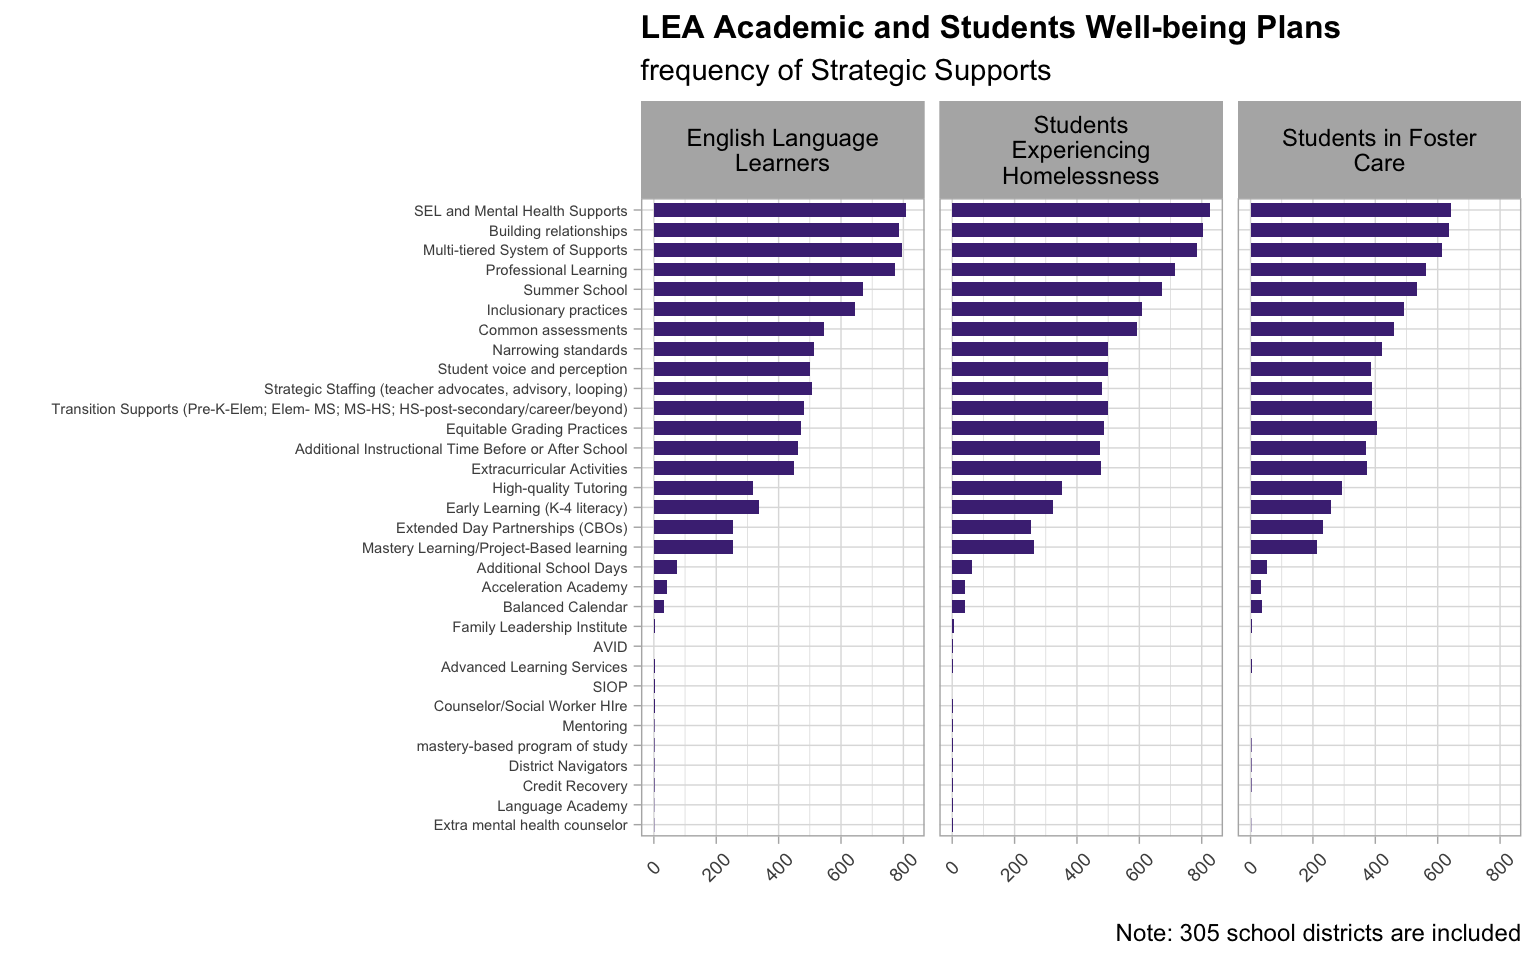 LEA Academic and Students Well-being Plans
frequency of Strategic Supports
English Language
Learners
Students
Experiencing
Homelessness
Students in Foster
Care
SEL and Mental Health Supports
Building relationships
Multi-tiered System of Supports
Professional Learning
Summer School
Inclusionary practices
Common assessments
Narrowing standards
Student voice and perception
Strategic Staffing (teacher advocates, advisory, looping)
Transition Supports (Pre-K-Elem; Elem- MS; MS-HS; HS-post-secondary/career/beyond)
Equitable Grading Practices
Additional Instructional Time Before or After School
Extracurricular Activities
High-quality Tutoring
Early Learning (K-4 literacy)
Extended Day Partnerships (CBOs)
Mastery Learning/Project-Based learning
Additional School Days
Acceleration Academy
Balanced Calendar
Family Leadership Institute
AVID
Advanced Learning Services
SIOP
Counselor/Social Worker HIre
Mentoring
mastery-based program of study
District Navigators
Credit Recovery
Language Academy
Extra mental health counselor
0 200 400 600 800
0 200 400 600 800
0 200 400 600 800
Note: 305 school districts are included